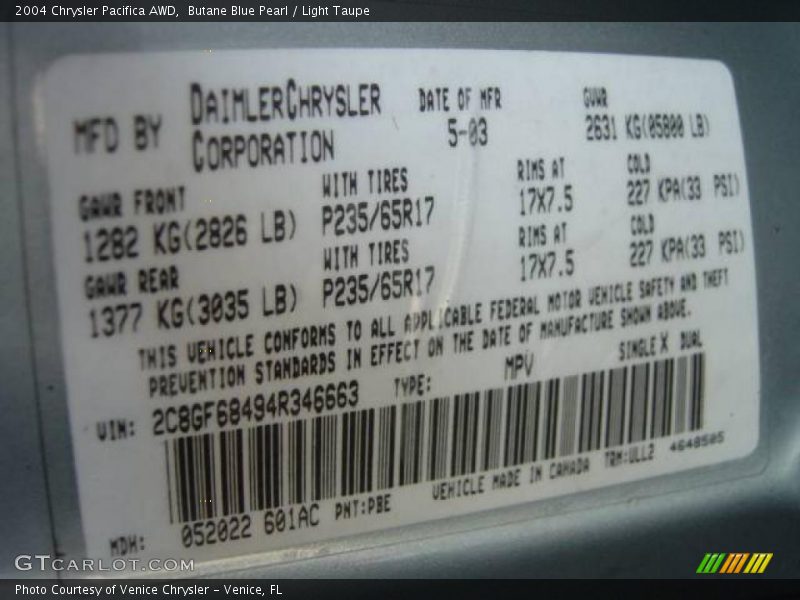 2004 Chrysler Pacifica AWD, Butane Blue Pearl / Light Taupe
MFD BY DAIMLERCHRYSLER CORPORATION
DATE OF MFR 5-03
GVWR 2631 KG(05800 LB)
GAWR FRONT 1282 KG(2826 LB)
WITH TIRES P235/65R17
RIMS AT 17X7.5
COLD 227 KPA(33 PSI)
GAWR REAR 1377 KG(3035 LB)
WITH TIRES P235/65R17
RIMS AT 17X7.5
COLD 227 KPA(33 PSI)
THIS VEHICLE CONFORMS TO ALL APPLICABLE FEDERAL MOTOR VEHICLE SAFETY AND THEFT
PREVENTION STANDARDS IN EFFECT ON THE DATE OF MANUFACTURE SHOWN ABOVE.
VIN: 2C8GF68494R346663 TYPE: MPV SINGLE X DUAL
MDH: 052022 601AC PNT:PBE VEHICLE MADE IN CANADA TRM:ULL2 4648505
GTCARLOT.COM
Photo Courtesy of Venice Chrysler – Venice, FL